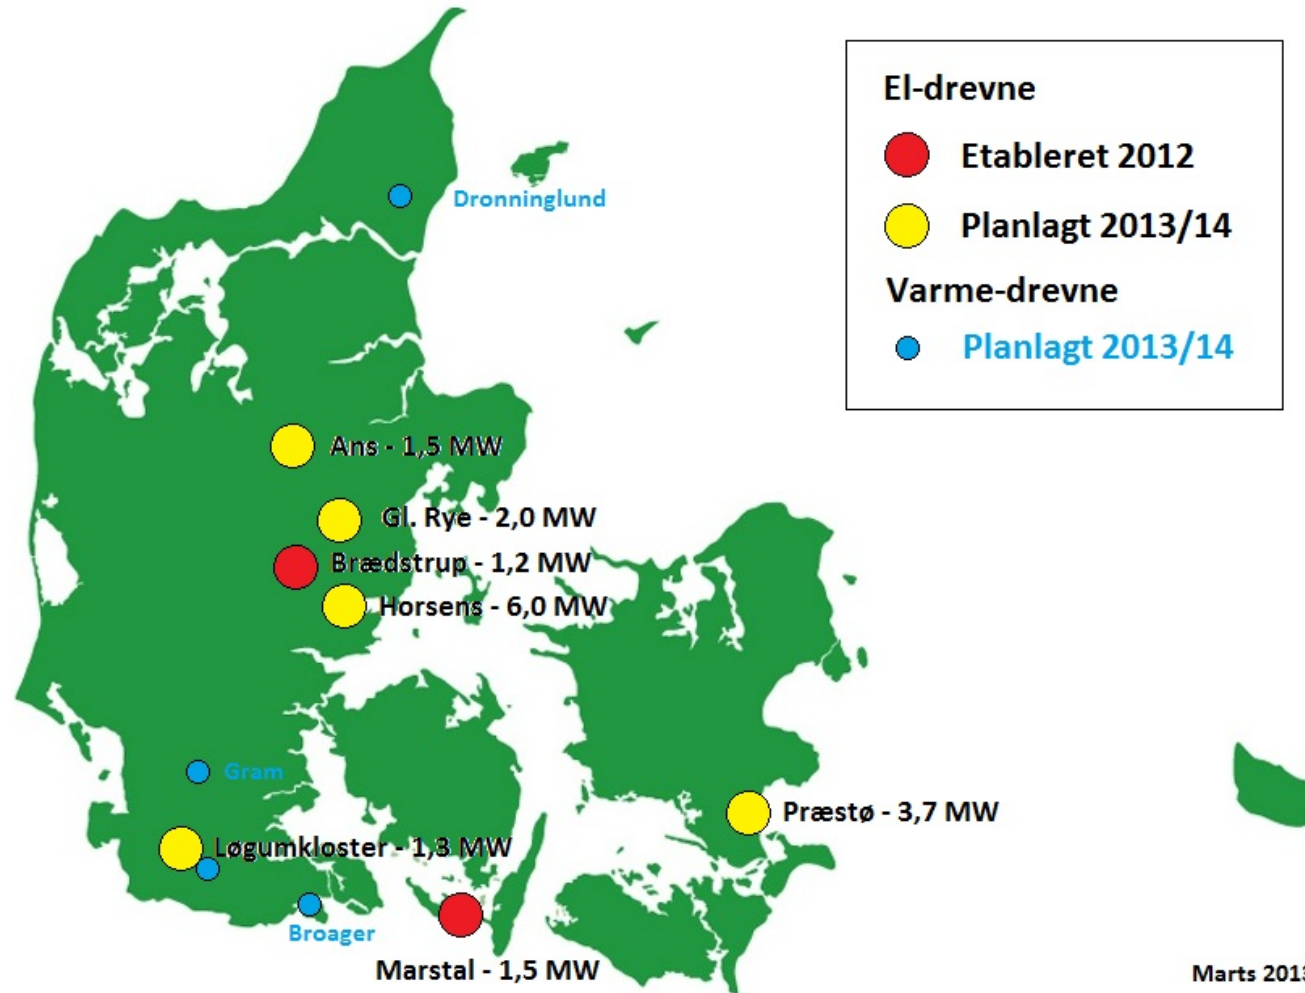 El-drevne
Etableret 2012
Planlagt 2013/14
Varme-drevne
Planlagt 2013/14
Dronninglund
Ans - 1,5 MW
Gl. Rye - 2,0 MW
Brædstrup - 1,2 MW
Horsens - 6,0 MW
Gram
Præstø - 3,7 MW
Løgumkloster - 1,3 MW
Broager
Marstal - 1,5 MW
Marts 2013